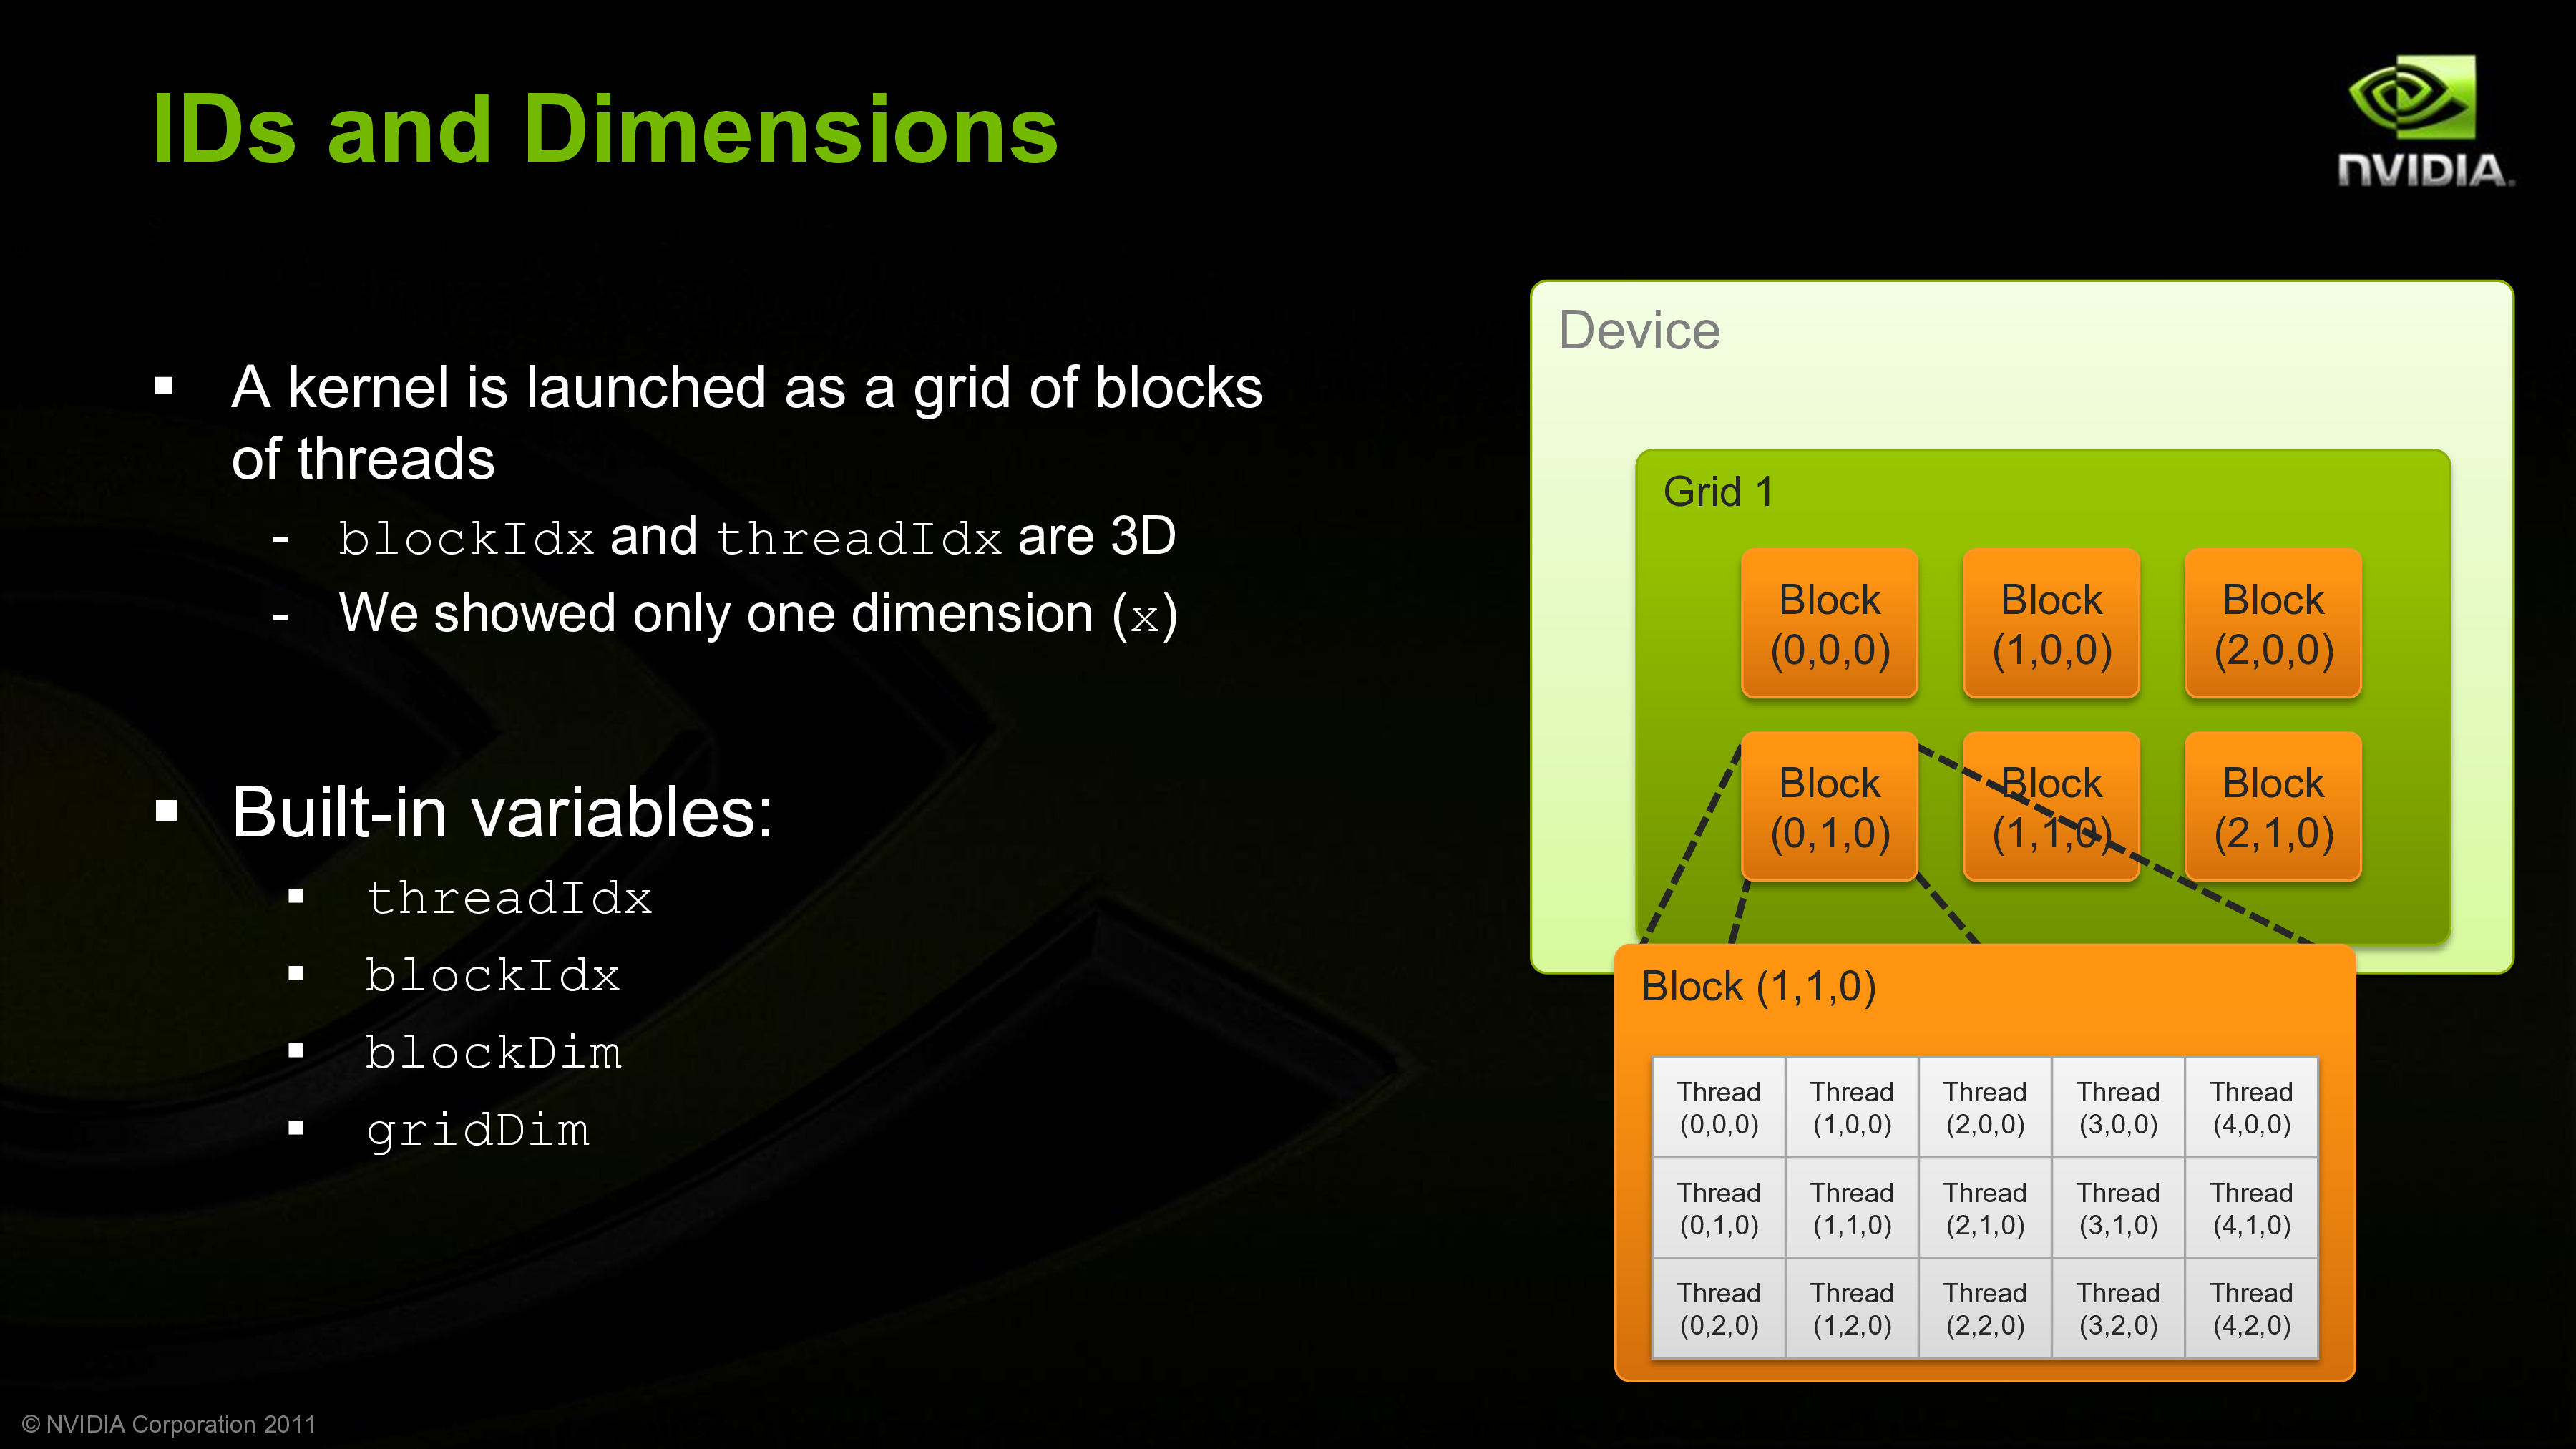 IDs and Dimensions
NVIDIA.
A kernel is launched as a grid of blocks
of threads
- blockIdx and threadIdx are 3D
- We showed only one dimension (x)
Built-in variables:
threadIdx
blockIdx
blockDim
gridDim
Device
Grid 1
Block Block Block
(0,0,0) (1,0,0) (2,0,0)
Block Block Block
(0,1,0) (1,1,0) (2,1,0)
Block (1,1,0)
Thread Thread Thread Thread Thread
(0,0,0) (1,0,0) (2,0,0) (3,0,0) (4,0,0)
Thread Thread Thread Thread Thread
(0,1,0) (1,1,0) (2,1,0) (3,1,0) (4,1,0)
Thread Thread Thread Thread Thread
(0,2,0) (1,2,0) (2,2,0) (3,2,0) (4,2,0)
© NVIDIA Corporation 2011